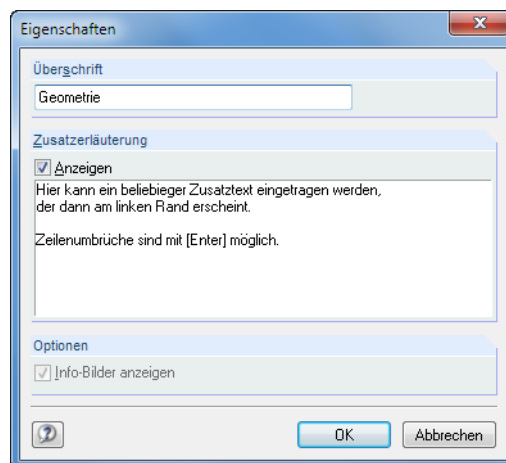 Eigenschaften
Überschrift
Geometrie
Zusatzerläuterung
Anzeigen
Hier kann ein beliebieger Zusatztext eingetragen werden,
der dann am linken Rand erscheint.
Zeilenumbrüche sind mit [Enter] möglich.
Optionen
Info-Bilder anzeigen
OK
Abbrechen